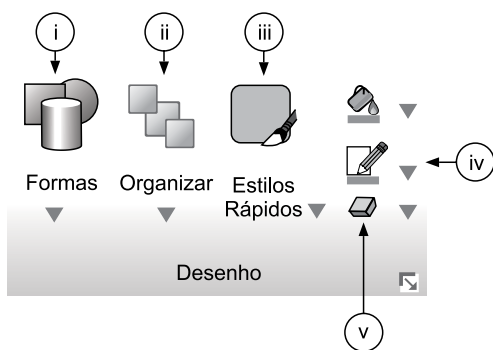 i
ii
iii
Formas
Organizar
Estilos
Rápidos
iv
Desenho
v